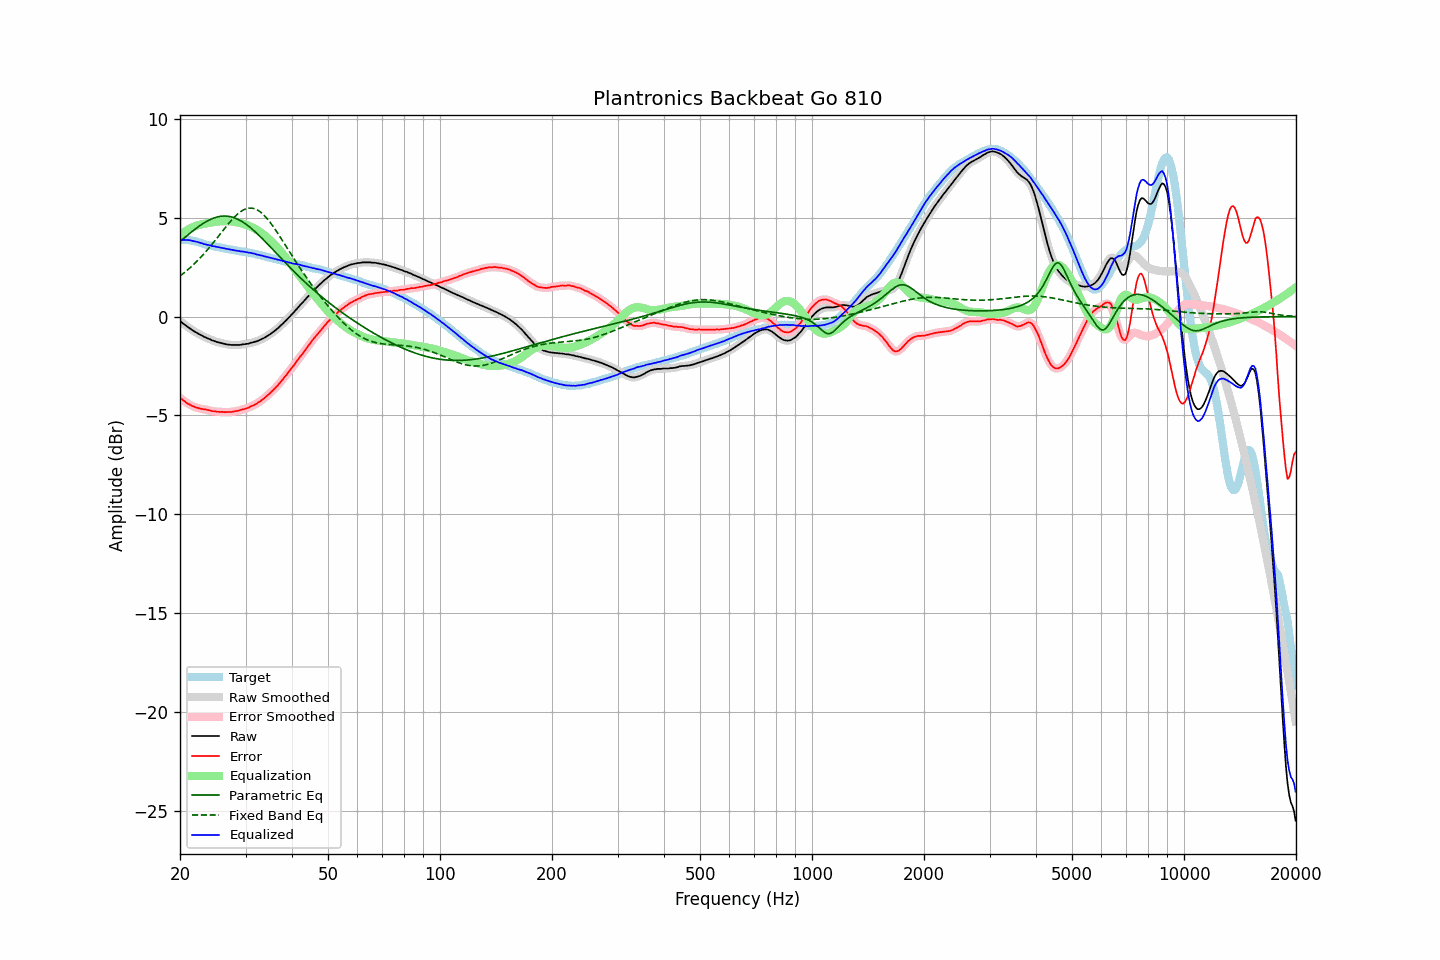 Plantronics Backbeat Go 810
Amplitude (dBr)
10
5
0
−5
−10
−15
−20
−25
Target
Raw Smoothed
Error Smoothed
Raw
Error
Equalization
Parametric Eq
Fixed Band Eq
Equalized
20 50 100 200 500 1000 2000 5000 10000 20000
Frequency (Hz)